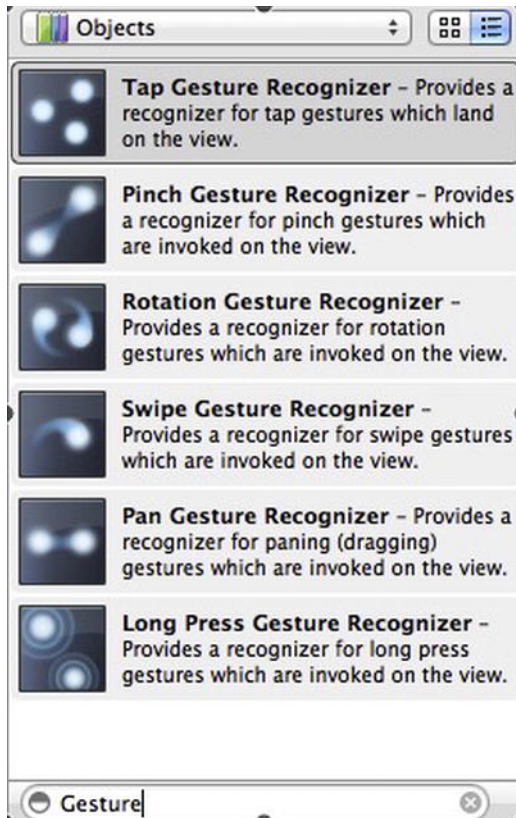 Objects
Tap Gesture Recognizer – Provides a
recognizer for tap gestures which land
on the view.
Pinch Gesture Recognizer – Provides
a recognizer for pinch gestures which
are invoked on the view.
Rotation Gesture Recognizer –
Provides a recognizer for rotation
gestures which are invoked on the view.
Swipe Gesture Recognizer –
Provides a recognizer for swipe gestures
which are invoked on the view.
Pan Gesture Recognizer – Provides a
recognizer for paning (dragging)
gestures which are invoked on the view.
Long Press Gesture Recognizer –
Provides a recognizer for long press
gestures which are invoked on the view.
Gesture